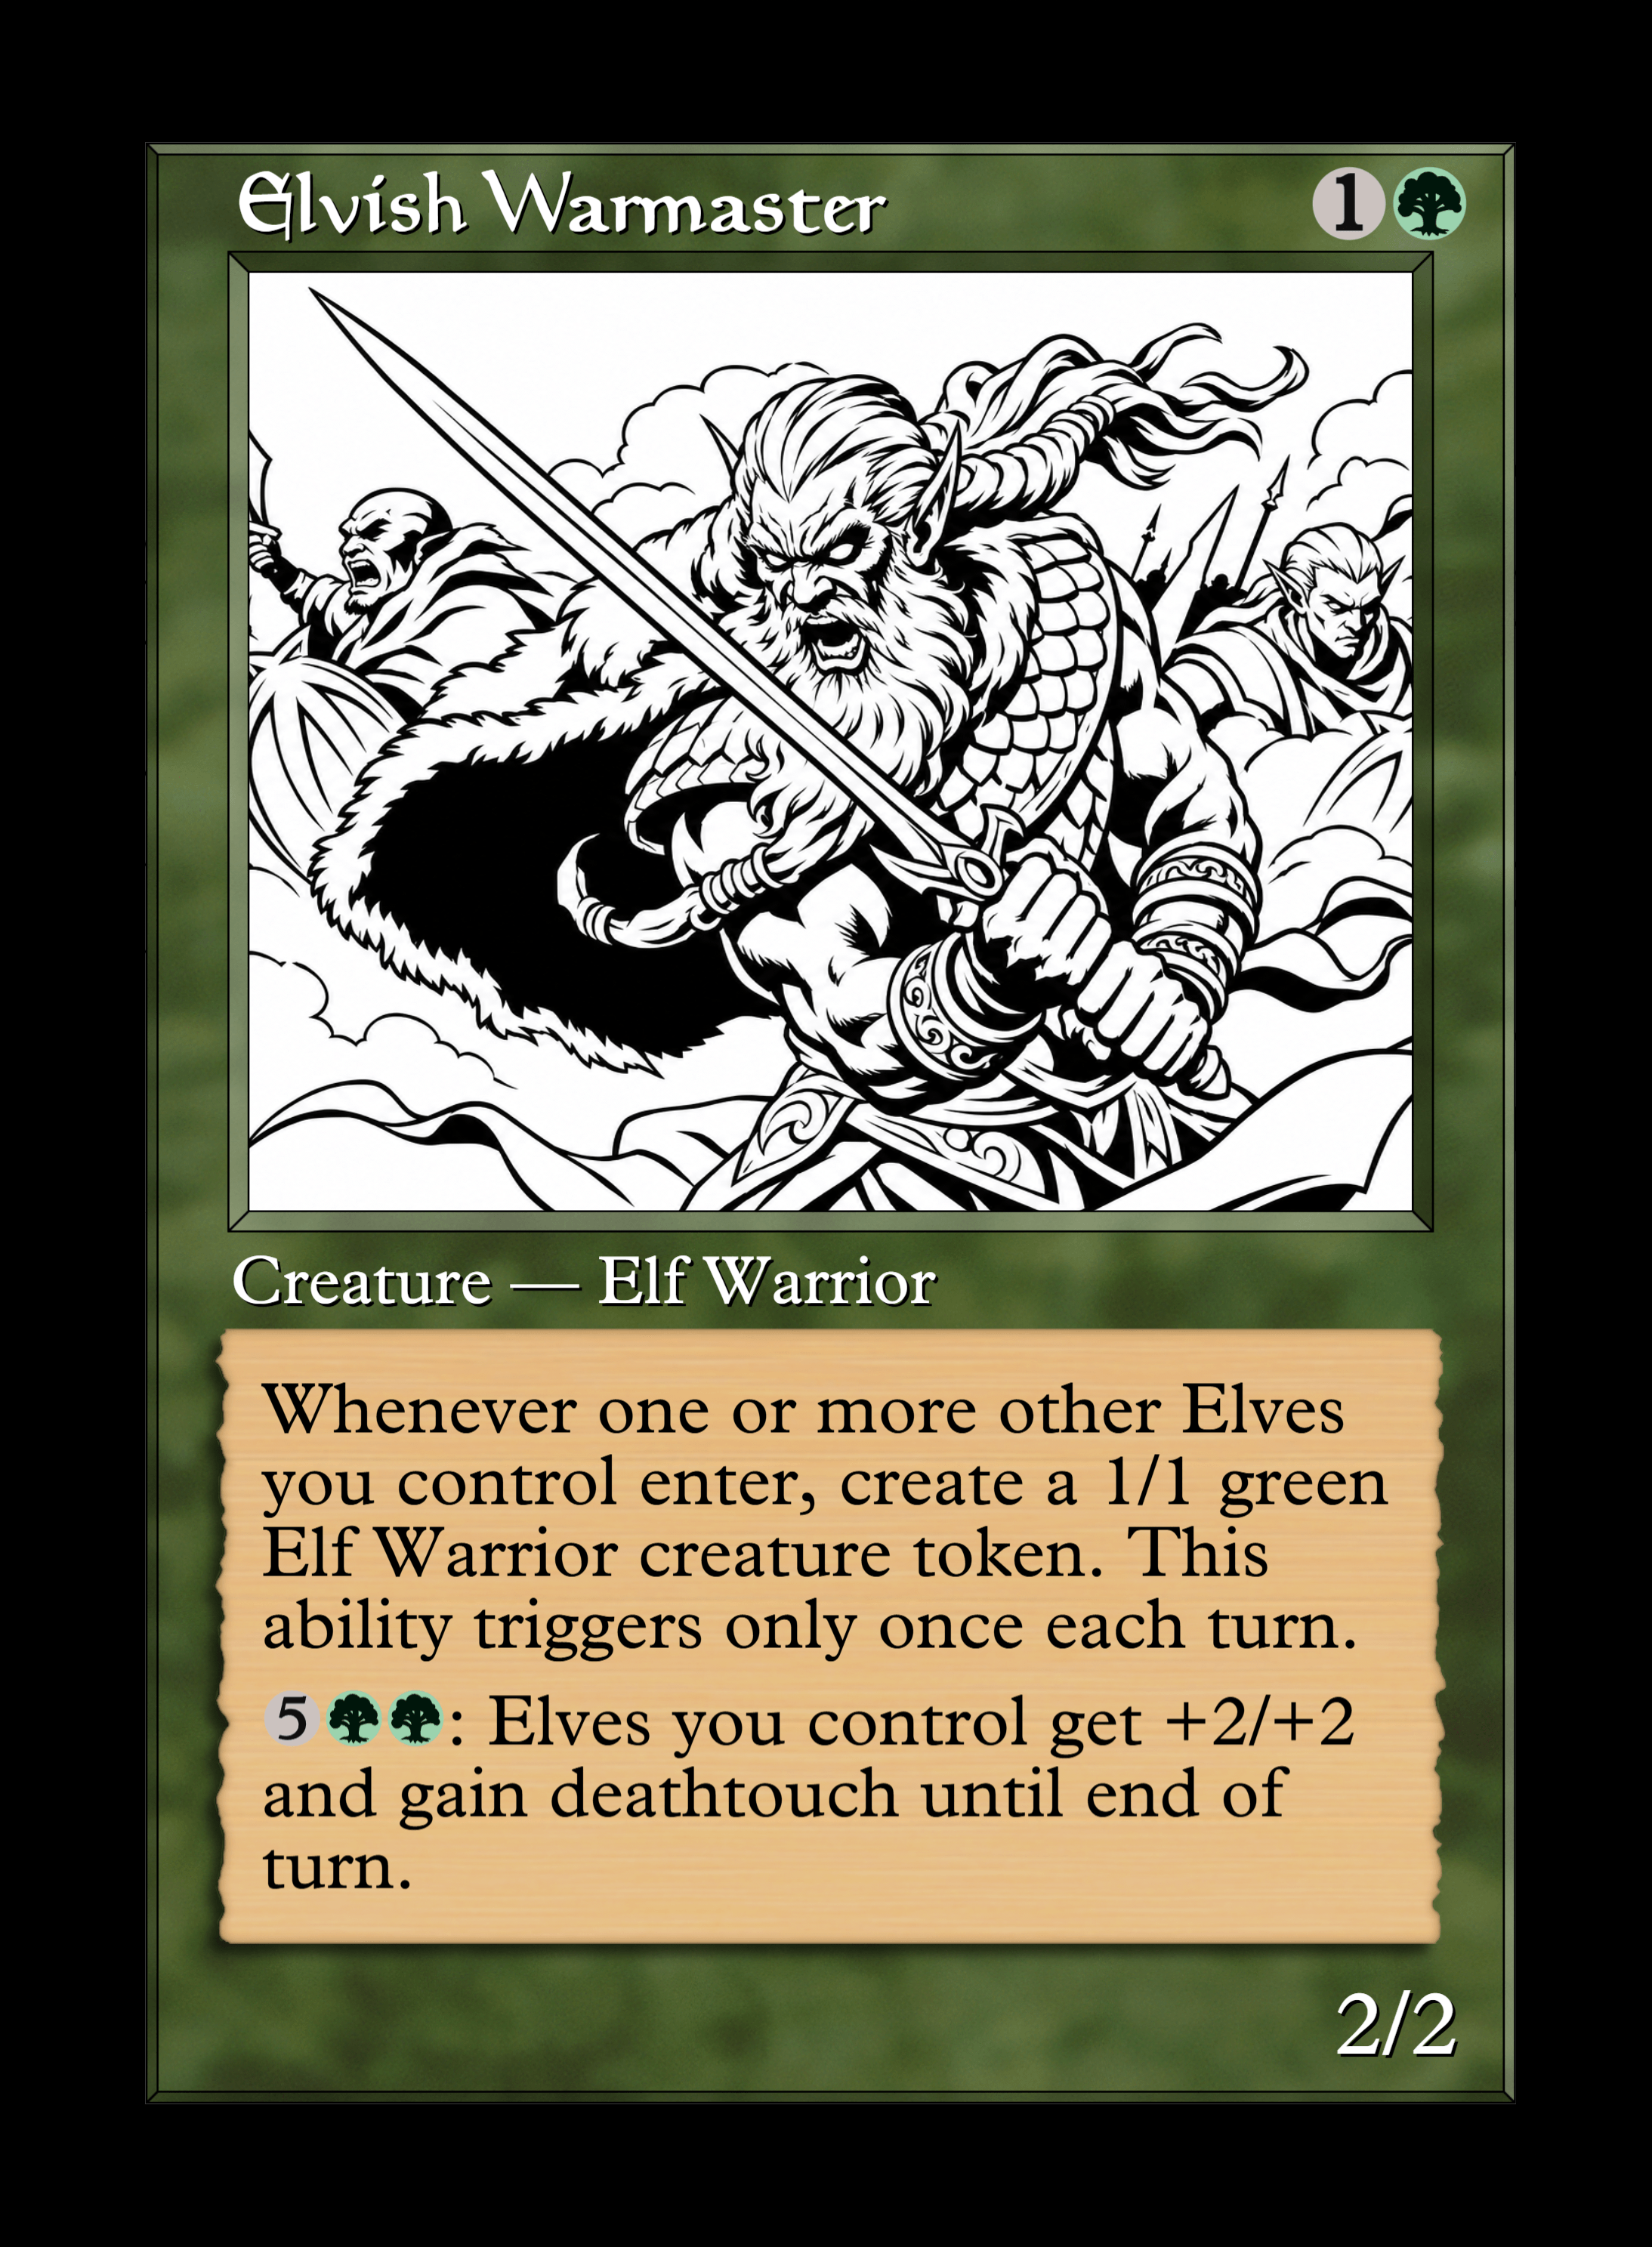 Elvish Warmaster 1
Creature — Elf Warrior
Whenever one or more other Elves
you control enter, create a 1/1 green
Elf Warrior creature token. This
ability triggers only once each turn.
5: Elves you control get +2/+2
and gain deathtouch until end of
turn.
2/2